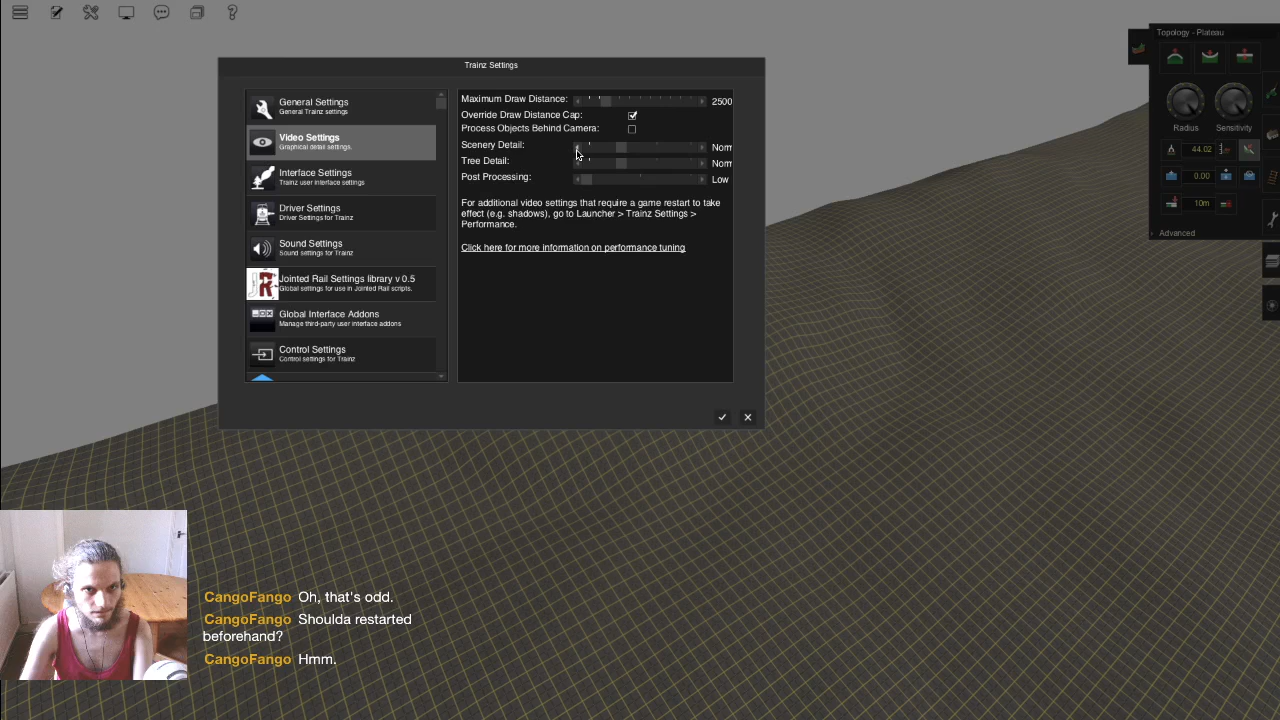 Topology - Plateau
Trainz Settings
General Settings
General Trainz settings
Video Settings
Graphical detail settings.
Interface Settings
Trainz user interface settings
Driver Settings
Driver Settings for Trainz
Sound Settings
Sound settings for Trainz
Jointed Rail Settings library v 0.5
Global settings for use in Jointed Rail scripts.
Global Interface Addons
Manage third-party user interface addons
Control Settings
Control settings for Trainz
Maximum Draw Distance: 2500
Override Draw Distance Cap:
Process Objects Behind Camera:
Scenery Detail: Norm
Tree Detail: Norm
Post Processing: Low
For additional video settings that require a game restart to take
effect (e.g. shadows), go to Launcher > Trainz Settings >
Performance.
Click here for more information on performance tuning
Radius Sensitivity
44.02
0.00
10m
Advanced
CangoFango Oh, that's odd.
CangoFango Shoulda restarted
beforehand?
CangoFango Hmm.